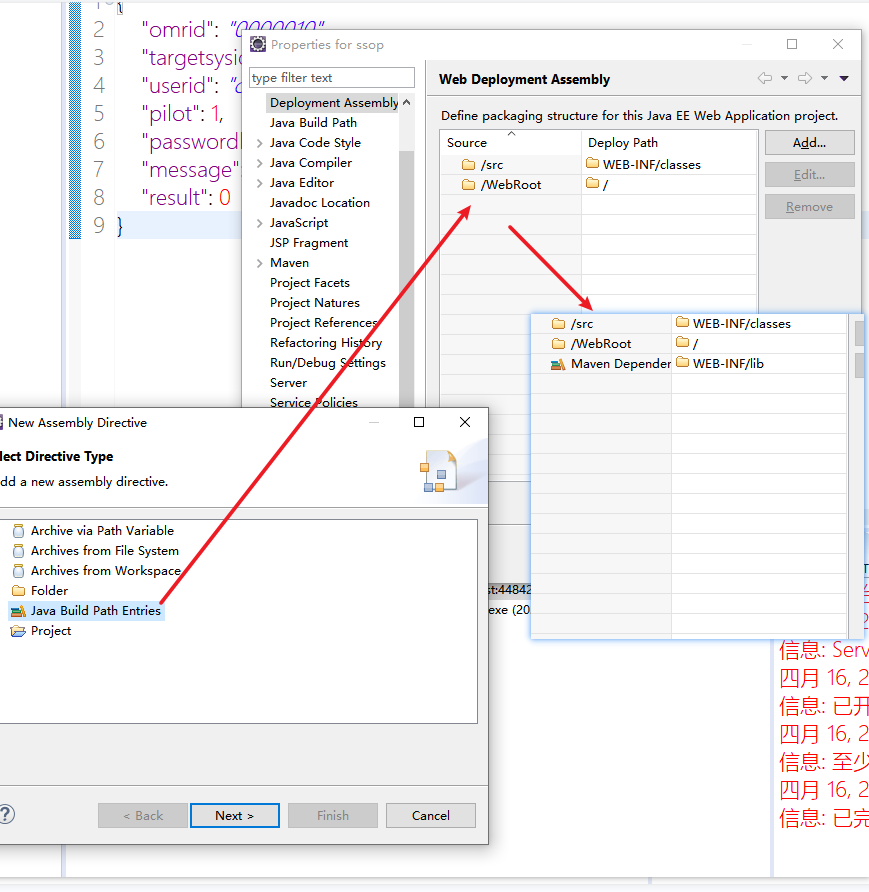 1 {
2 "omrid": "0000010"
3 "targetsysid
4 "userid":
5 "pilot": 1,
6 "password
7 "message"
8 "result": 0
9 }
Properties for ssop
type filter text
Deployment Assembly
Java Build Path
Java Code Style
Java Compiler
Java Editor
Javadoc Location
JavaScript
JSP Fragment
Maven
Project Facets
Project Natures
Project References
Refactoring History
Run/Debug Settings
Server
Service Policies
Web Deployment Assembly
Define packaging structure for this Java EE Web Application project.
Source Deploy Path
/src WEB-INF/classes
/WebRoot /
Add...
Edit...
Remove
/src WEB-INF/classes
/WebRoot /
Maven Depender WEB-INF/lib
New Assembly Directive
lect Directive Type
dd a new assembly directive.
Archive via Path Variable
Archives from File System
Archives from Workspace
Folder
Java Build Path Entries
Project
? < Back Next > Finish Cancel
st:44842
exe (20
信息: Serv
四月 16, 2
信息: 已开
四月 16, 2
信息: 至少
四月 16, 2
信息: 已完